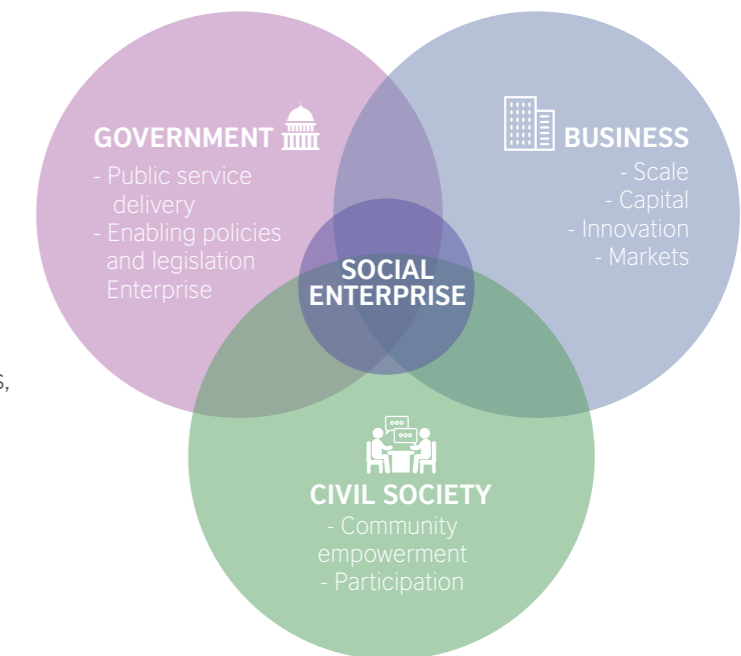 GOVERNMENT
- Public service
delivery
- Enabling policies
and legislation
Enterprise
BUSINESS
- Scale
- Capital
- Innovation
- Markets
SOCIAL
ENTERPRISE
s,
CIVIL SOCIETY
- Community
empowerment
- Participation